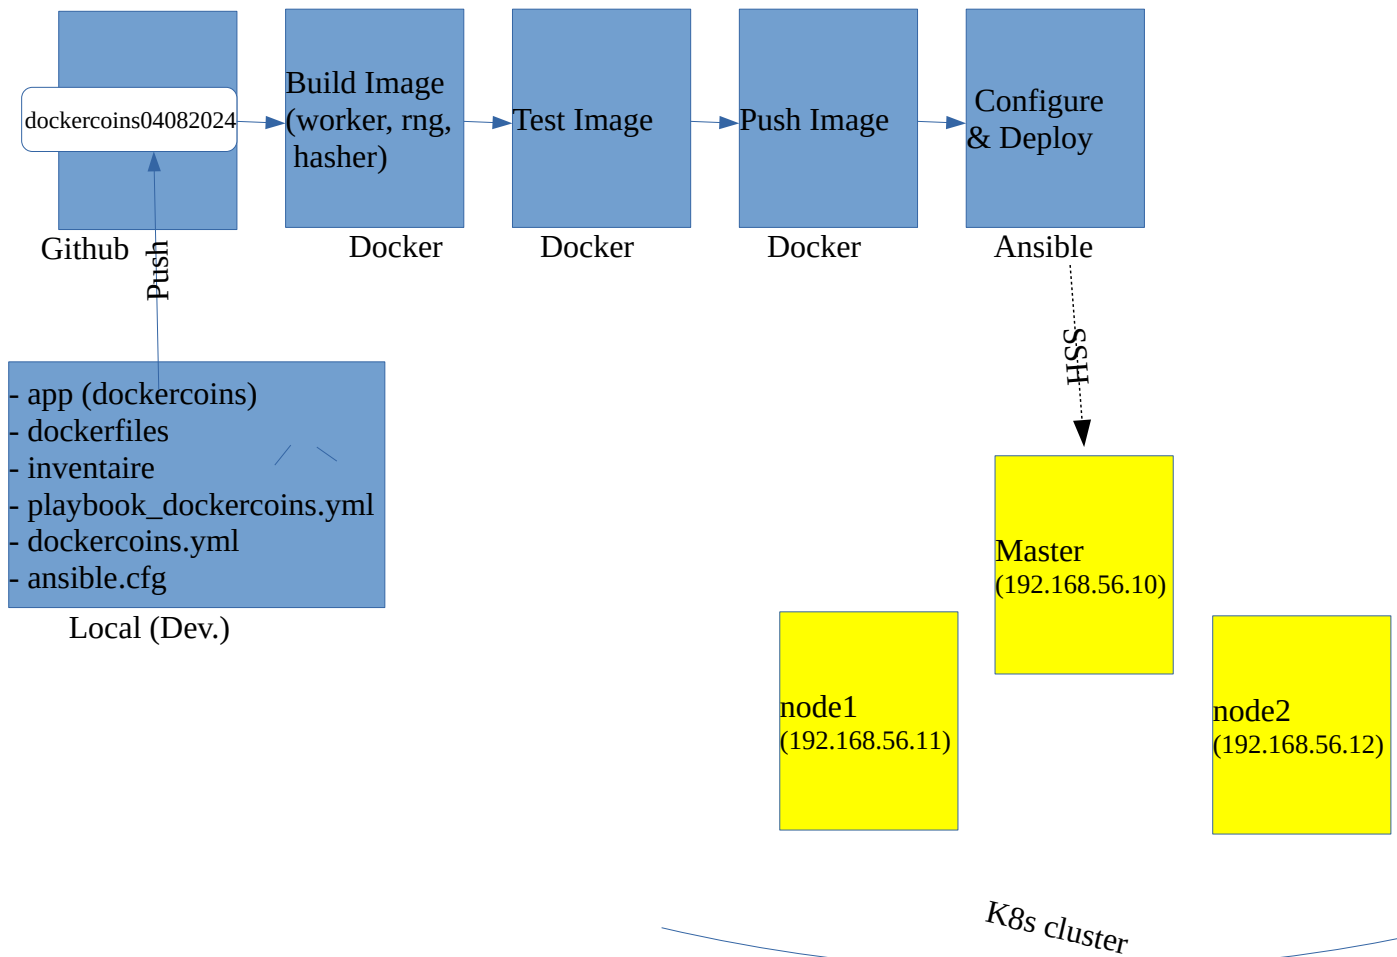 dockercoins04082024
Build Image
(worker, rng,
hasher)
Test Image
Push Image
Configure
& Deploy
Github
Docker
Docker
Docker
Ansible
Push
SSH
- app (dockercoins)
- dockerfiles
- inventaire
- playbook_dockercoins.yml
- dockercoins.yml
- ansible.cfg
Local (Dev.)
Master
(192.168.56.10)
node1
(192.168.56.11)
node2
(192.168.56.12)
K8s cluster